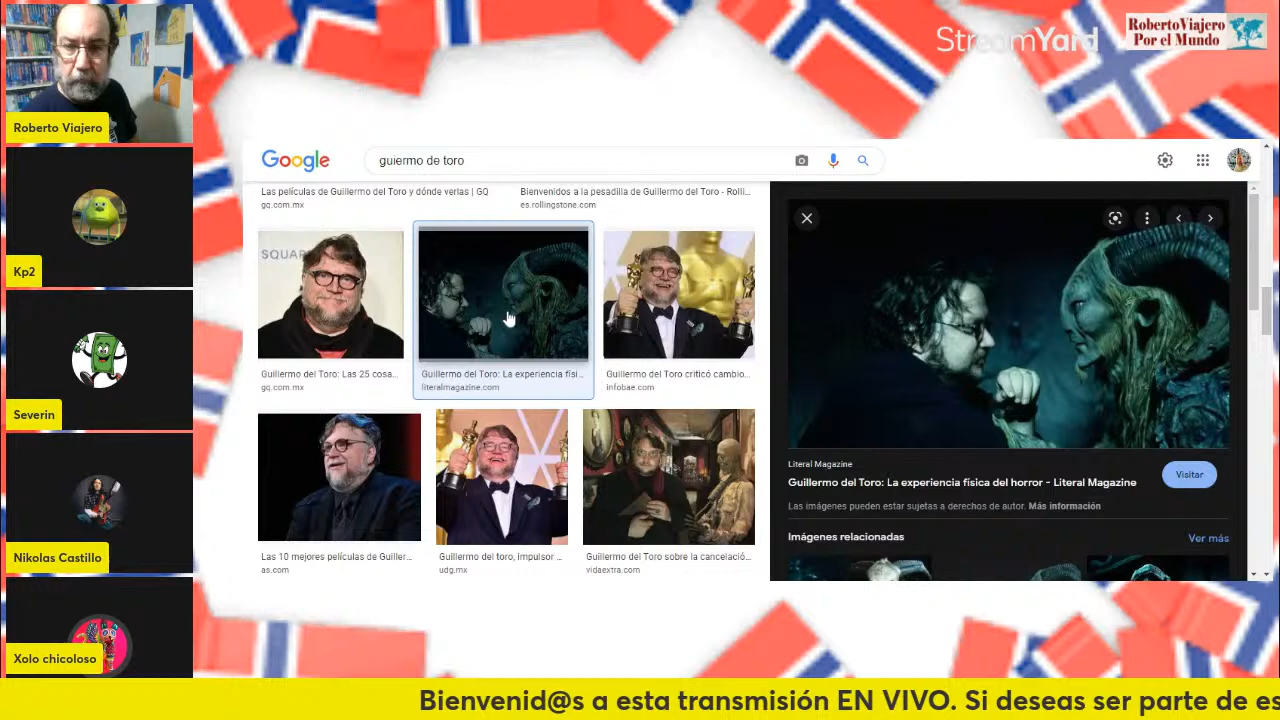 StreamYard
RobertoViajero
Por el Mundo
Roberto Viajero
Kp2
Severin
Nikolas Castillo
Xolo chicoloso
Google
guiermo de toro
Las películas de Guillermo del Toro y dónde verlas | GQ
gq.com.mx
Bienvenidos a la pesadilla de Guillermo del Toro - Rolli...
es.rollingstone.com
SQUAR
Guillermo del Toro: Las 25 cosa...
gq.com.mx
Guillermo del Toro: La experiencia físi...
literalmagazine.com
Guillermo del Toro criticó cambio...
infobae.com
Las 10 mejores películas de Guiller...
as.com
Guillermo del toro, impulsor ...
udg.mx
Guillermo del Toro sobre la cancelació...
vidaextra.com
Literal Magazine
Guillermo del Toro: La experiencia física del horror - Literal Magazine
Visitar
Las imágenes pueden estar sujetas a derechos de autor. Más información
Imágenes relacionadas
Ver más
Bienvenid@s a esta transmisión EN VIVO. Si deseas ser parte de es